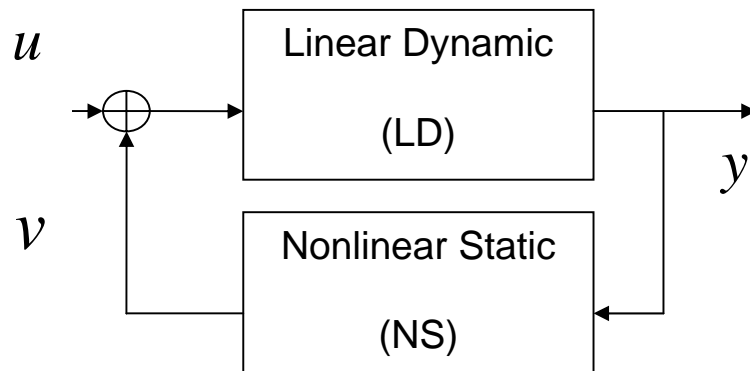 u
Linear Dynamic
(LD)
y
v
Nonlinear Static
(NS)